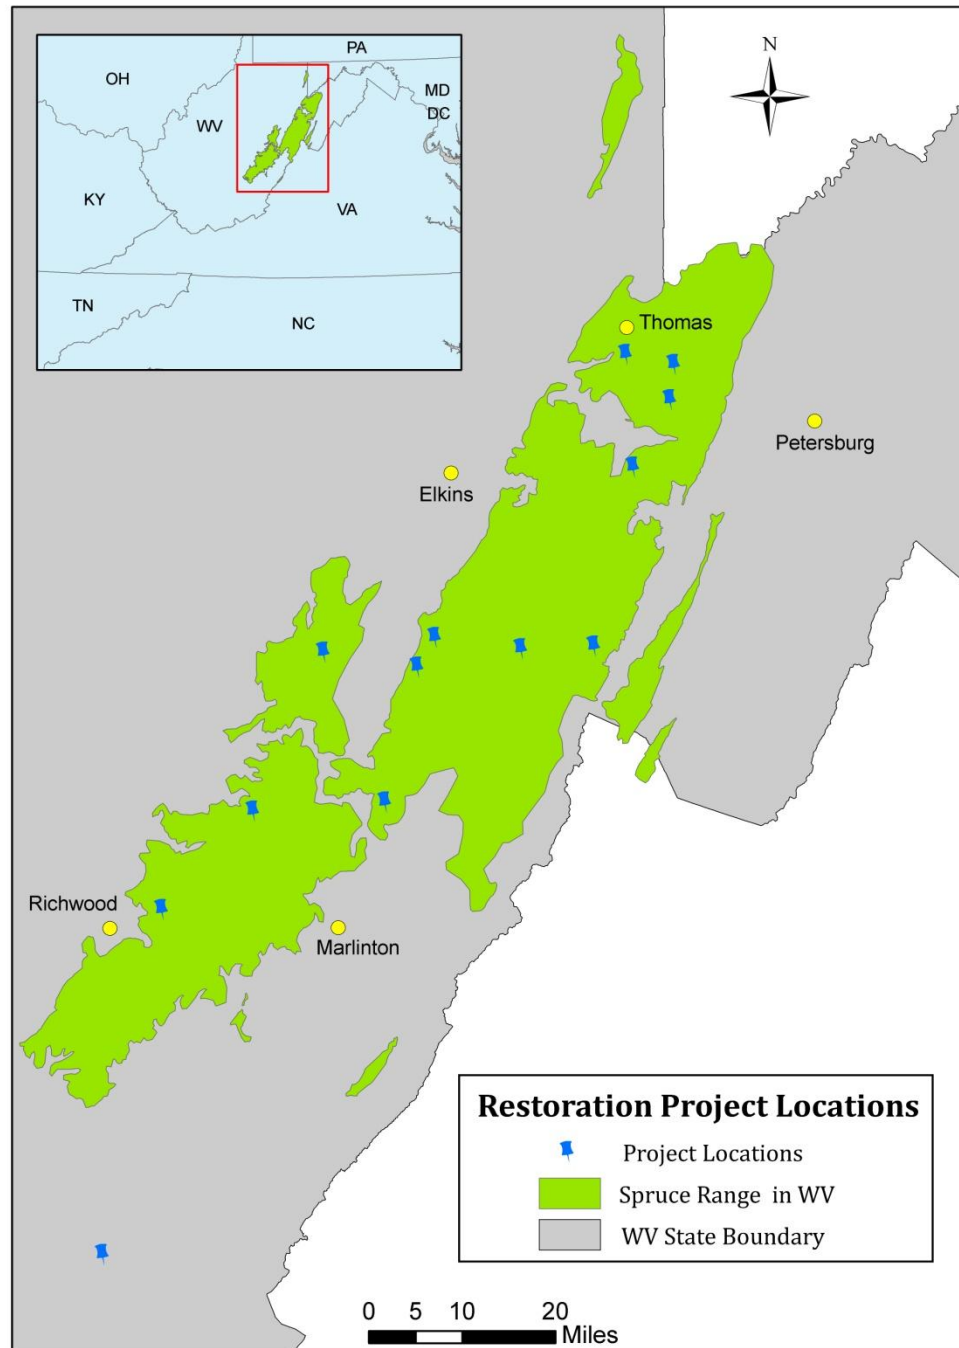 PA
OH
MD
DC
WV
KY
VA
TN
NC
N
Thomas
Petersburg
Elkins
Richwood
Marlinton
Restoration Project Locations
Project Locations
Spruce Range in WV
WV State Boundary
0 5 10 20
Miles